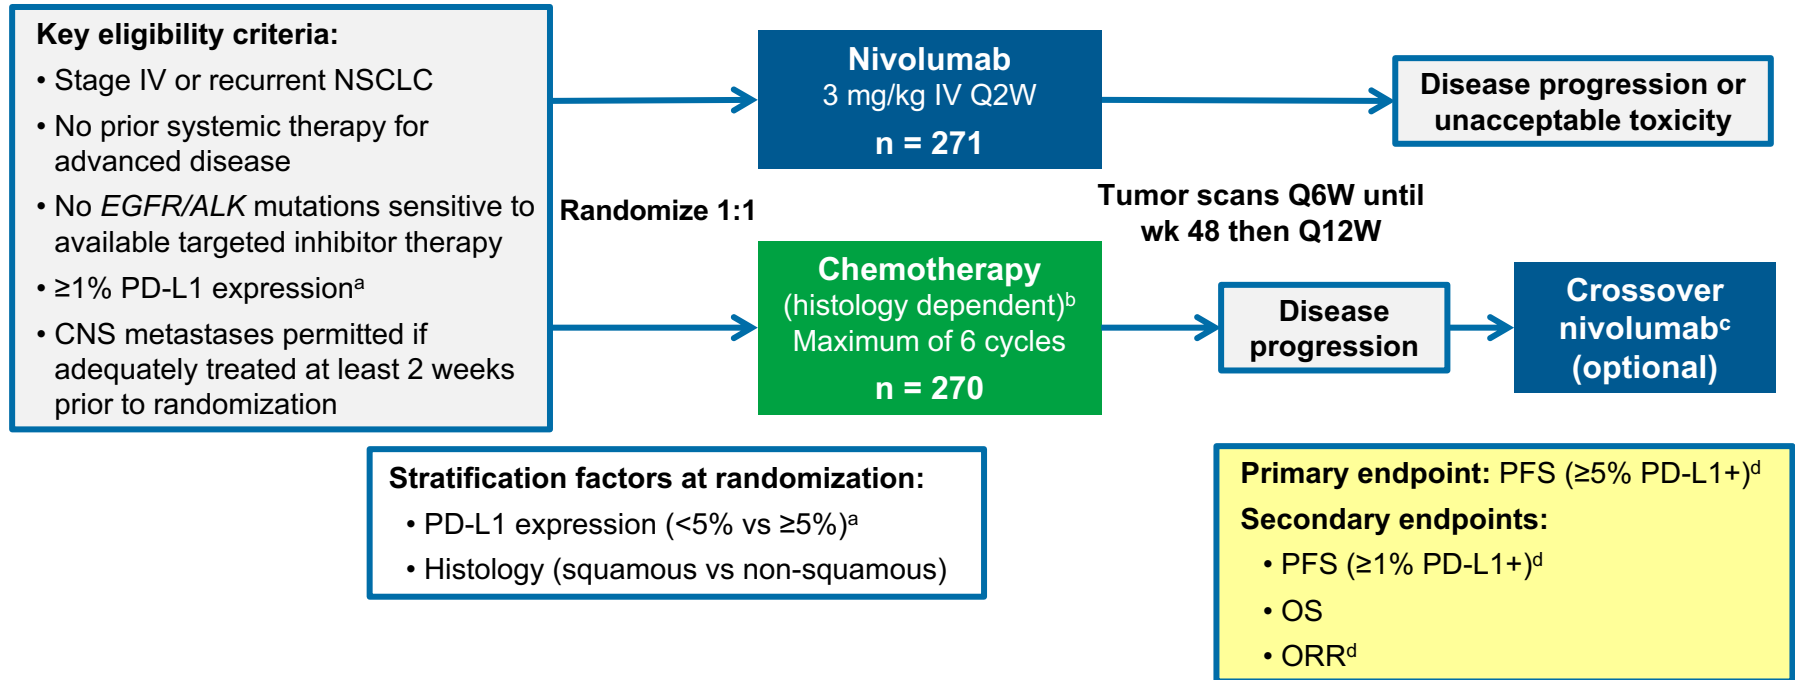 Key eligibility criteria:
• Stage IV or recurrent NSCLC
• No prior systemic therapy for
advanced disease
• No EGFR/ALK mutations sensitive to
available targeted inhibitor therapy
• ≥1% PD-L1 expressionᵃ
• CNS metastases permitted if
adequately treated at least 2 weeks
prior to randomization
Randomize 1:1
Nivolumab
3 mg/kg IV Q2W
n = 271
Disease progression or
unacceptable toxicity
Tumor scans Q6W until
wk 48 then Q12W
Chemotherapy
(histology dependent)ᵇ
Maximum of 6 cycles
n = 270
Disease
progression
Crossover
nivolumabᶜ
(optional)
Stratification factors at randomization:
• PD-L1 expression (<5% vs ≥5%)ᵃ
• Histology (squamous vs non-squamous)
Primary endpoint: PFS (≥5% PD-L1+)ᵈ
Secondary endpoints:
• PFS (≥1% PD-L1+)ᵈ
• OS
• ORRᵈ